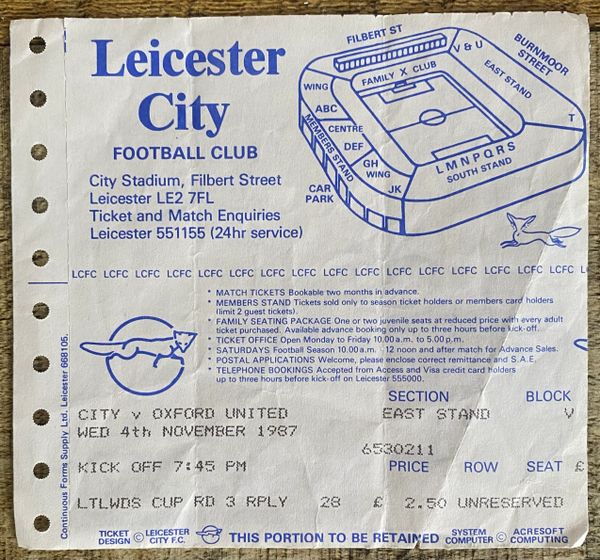 Leicester
City
FOOTBALL CLUB
City Stadium, Filbert Street
Leicester LE2 7FL
Ticket and Match Enquiries
Leicester 551155 (24hr service)
FILBERT ST
V & U
BURNMOOR
STREET
FAMILY X CLUB
EAST STAND
WING
ABC
CENTRE
MEMBERS STAND
DEF
GH
WING
T
L M N P Q R S
SOUTH STAND
JK
CAR
PARK
LCFC LCFC LCFC LCFC LCFC LCFC LCFC LCFC LCFC LCFC LCFC LCFC LCFC LCFC LCFC L
* MATCH TICKETS Bookable two months in advance.
* MEMBERS STAND Tickets sold only to season ticket holders or members card holders
(limit 2 guest tickets).
* FAMILY SEATING PACKAGE One or two juvenile seats at reduced price with every adult
ticket purchased. Available advance booking only up to three hours before kick-off.
* TICKET OFFICE Open Monday to Friday 10.00 a.m. to 5.00 p.m.
* SATURDAYS Football Season 10.00 a.m. - 12 noon and after match for Advance Sales.
* POSTAL APPLICATIONS Welcome, please enclose correct remittance and S.A.E.
* TELEPHONE BOOKINGS Accepted from Access and Visa credit card holders
up to three hours before kick-off on Leicester 555000.
Continuous Forms Supply Ltd. Leicester 668105.
SECTION BLOCK
CITY v OXFORD UNITED EAST STAND V
WED 4th NOVEMBER 1987
6530211
KICK OFF 7:45 PM PRICE ROW SEAT £
LTLWDS CUP RD 3 RPLY 28 £ 2.50 UNRESERVED
TICKET
DESIGN © LEICESTER
CITY F.C.
THIS PORTION TO BE RETAINED
SYSTEM
COMPUTER © ACRESOFT
COMPUTING